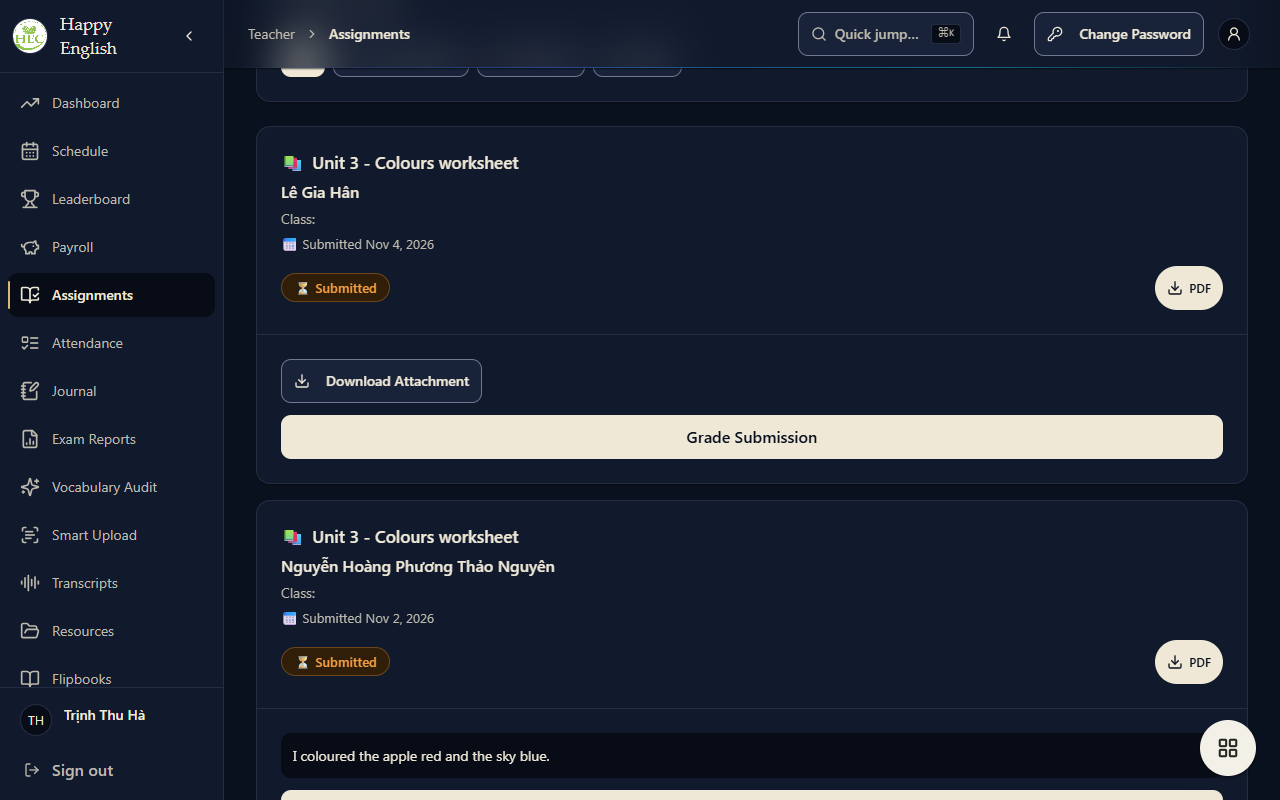 HEC
Happy
English
Teacher
Assignments
Quick jump...
⌘K
Change Password
Dashboard
Schedule
Leaderboard
Payroll
Assignments
Attendance
Journal
Exam Reports
Vocabulary Audit
Smart Upload
Transcripts
Resources
Flipbooks
TH
Trịnh Thu Hà
Sign out
Unit 3 - Colours worksheet
Lê Gia Hân
Class:
Submitted Nov 4, 2026
Submitted
PDF
Download Attachment
Grade Submission
Unit 3 - Colours worksheet
Nguyễn Hoàng Phương Thảo Nguyên
Class:
Submitted Nov 2, 2026
Submitted
PDF
I coloured the apple red and the sky blue.